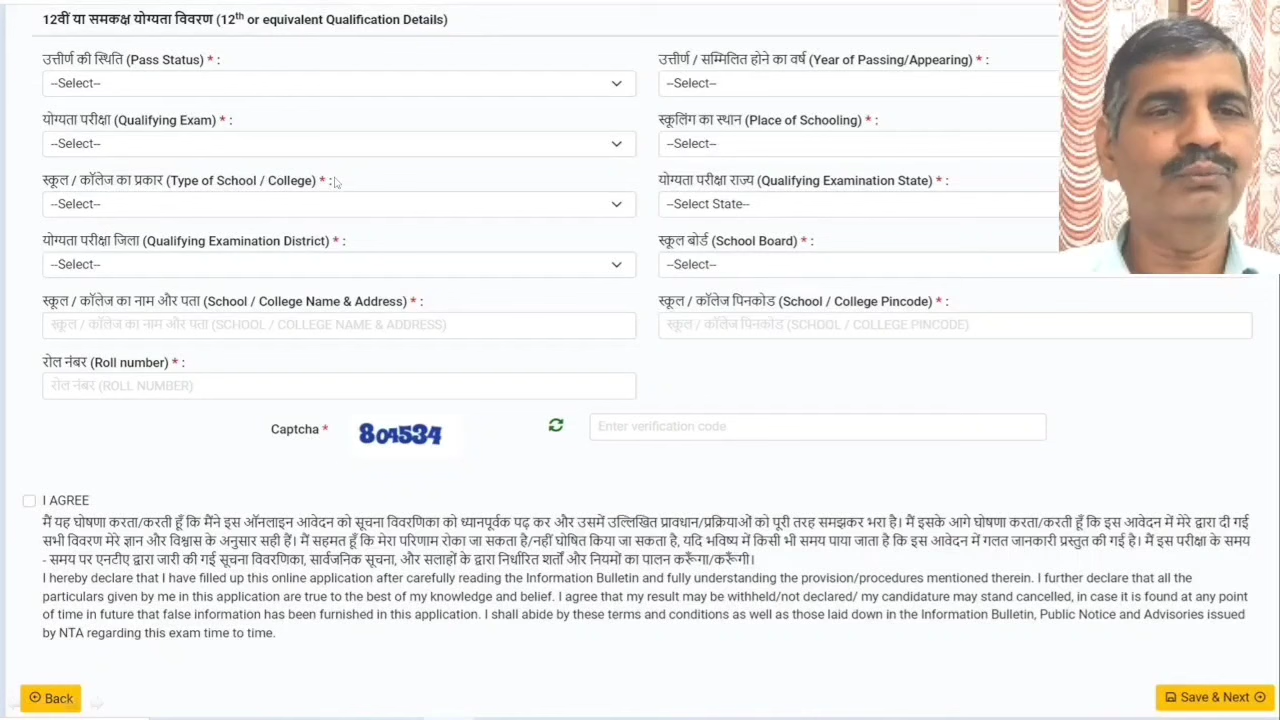 12वीं या समकक्ष योग्यता विवरण (12th or equivalent Qualification Details)
उत्तीर्ण की स्थिति (Pass Status) * :
उत्तीर्ण / सम्मिलित होने का वर्ष (Year of Passing/Appearing) * :
--Select--
--Select--
योग्यता परीक्षा (Qualifying Exam) * :
स्कूलिंग का स्थान (Place of Schooling) * :
--Select--
--Select--
स्कूल / कॉलेज का प्रकार (Type of School / College) * :
योग्यता परीक्षा राज्य (Qualifying Examination State) * :
--Select--
--Select State--
योग्यता परीक्षा जिला (Qualifying Examination District) * :
स्कूल बोर्ड (School Board) * :
--Select--
--Select--
स्कूल / कॉलेज का नाम और पता (School / College Name & Address) * :
स्कूल / कॉलेज पिनकोड (School / College Pincode) * :
स्कूल / कॉलेज का नाम और पता (SCHOOL / COLLEGE NAME & ADDRESS)
स्कूल / कॉलेज पिनकोड (SCHOOL / COLLEGE PINCODE)
रोल नंबर (Roll number) * :
रोल नंबर (ROLL NUMBER)
Captcha *
804534
Enter verification code
I AGREE
मैं यह घोषणा करता/करती हूँ कि मैंने इस ऑनलाइन आवेदन को सूचना विवरणिका को ध्यानपूर्वक पढ़ कर और उसमें उल्लिखित प्रावधान/प्रक्रियाओं को पूरी तरह समझकर भरा है। मैं इसके आगे घोषणा करता/करती हूँ कि इस आवेदन में मेरे द्वारा दी गई
सभी विवरण मेरे ज्ञान और विश्वास के अनुसार सही हैं। मैं सहमत हूँ कि मेरा परिणाम रोका जा सकता है/नहीं घोषित किया जा सकता है, यदि भविष्य में किसी भी समय पाया जाता है कि इस आवेदन में गलत जानकारी प्रस्तुत की गई है। मैं इस परीक्षा के समय
- समय पर एनटीए द्वारा जारी की गई सूचना विवरणिका, सार्वजनिक सूचना, और सलाहों के द्वारा निर्धारित शर्तों और नियमों का पालन करूँगा/करूँगी।
I hereby declare that I have filled up this online application after carefully reading the Information Bulletin and fully understanding the provision/procedures mentioned therein. I further declare that all the
particulars given by me in this application are true to the best of my knowledge and belief. I agree that my result may be withheld/not declared/ my candidature may stand cancelled, in case it is found at any point
of time in future that false information has been furnished in this application. I shall abide by these terms and conditions as well as those laid down in the Information Bulletin, Public Notice and Advisories issued
by NTA regarding this exam time to time.
Back
Save & Next